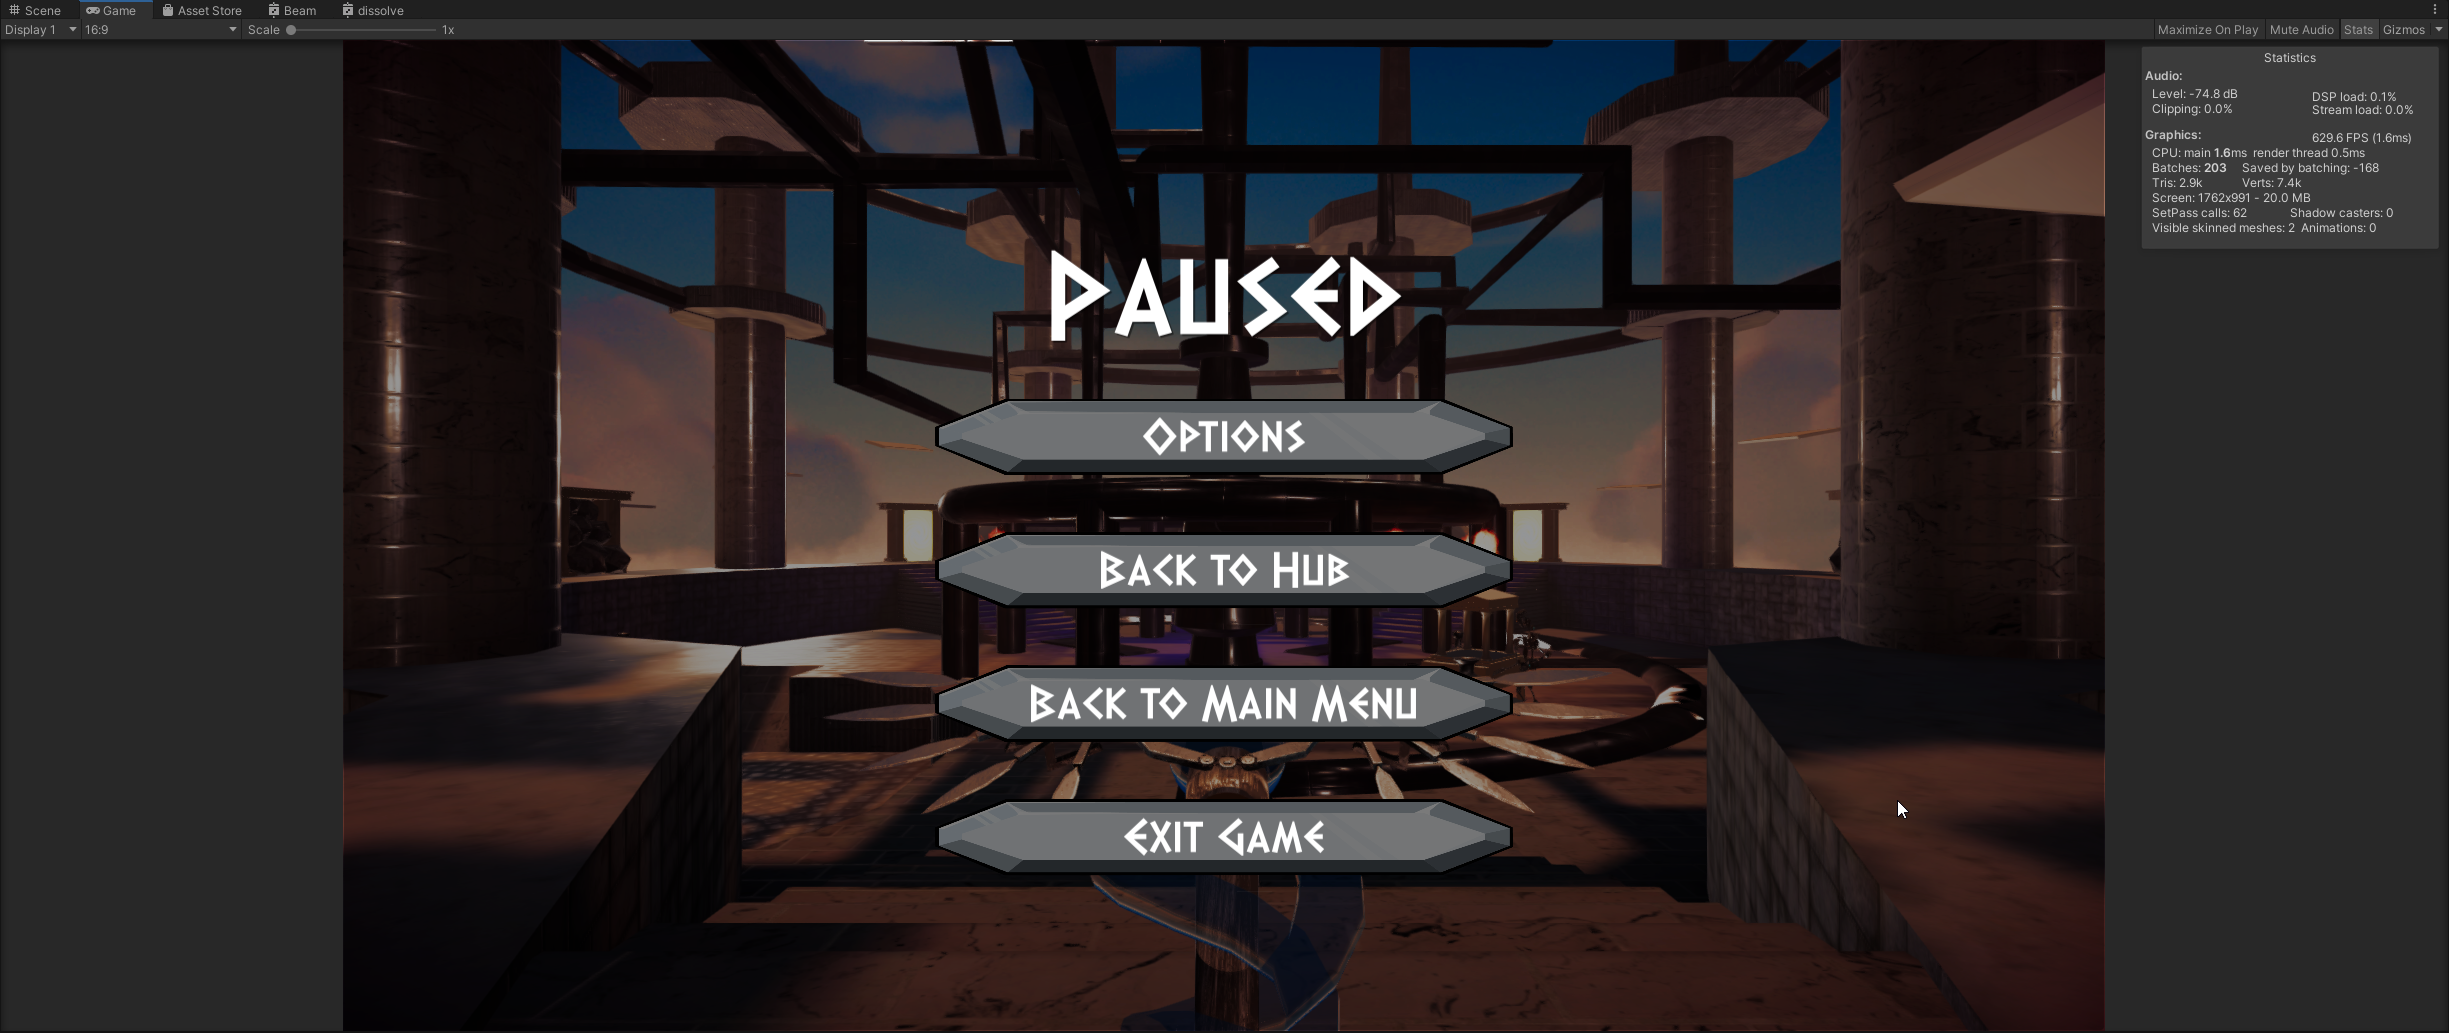 Scene Game Asset Store Beam dissolve
Display 1 16:9 Scale 1x Maximize On Play Mute Audio Stats Gizmos
Statistics
Audio:
Level: -74.8 dB DSP load: 0.1%
Clipping: 0.0% Stream load: 0.0%
Graphics: 629.6 FPS (1.6ms)
CPU: main 1.6ms render thread 0.5ms
Batches: 203 Saved by batching: -168
Tris: 2.9k Verts: 7.4k
Screen: 1762x991 - 20.0 MB
SetPass calls: 62 Shadow casters: 0
Visible skinned meshes: 2 Animations: 0
Paused
Options
Back to Hub
Back to Main Menu
Exit Game